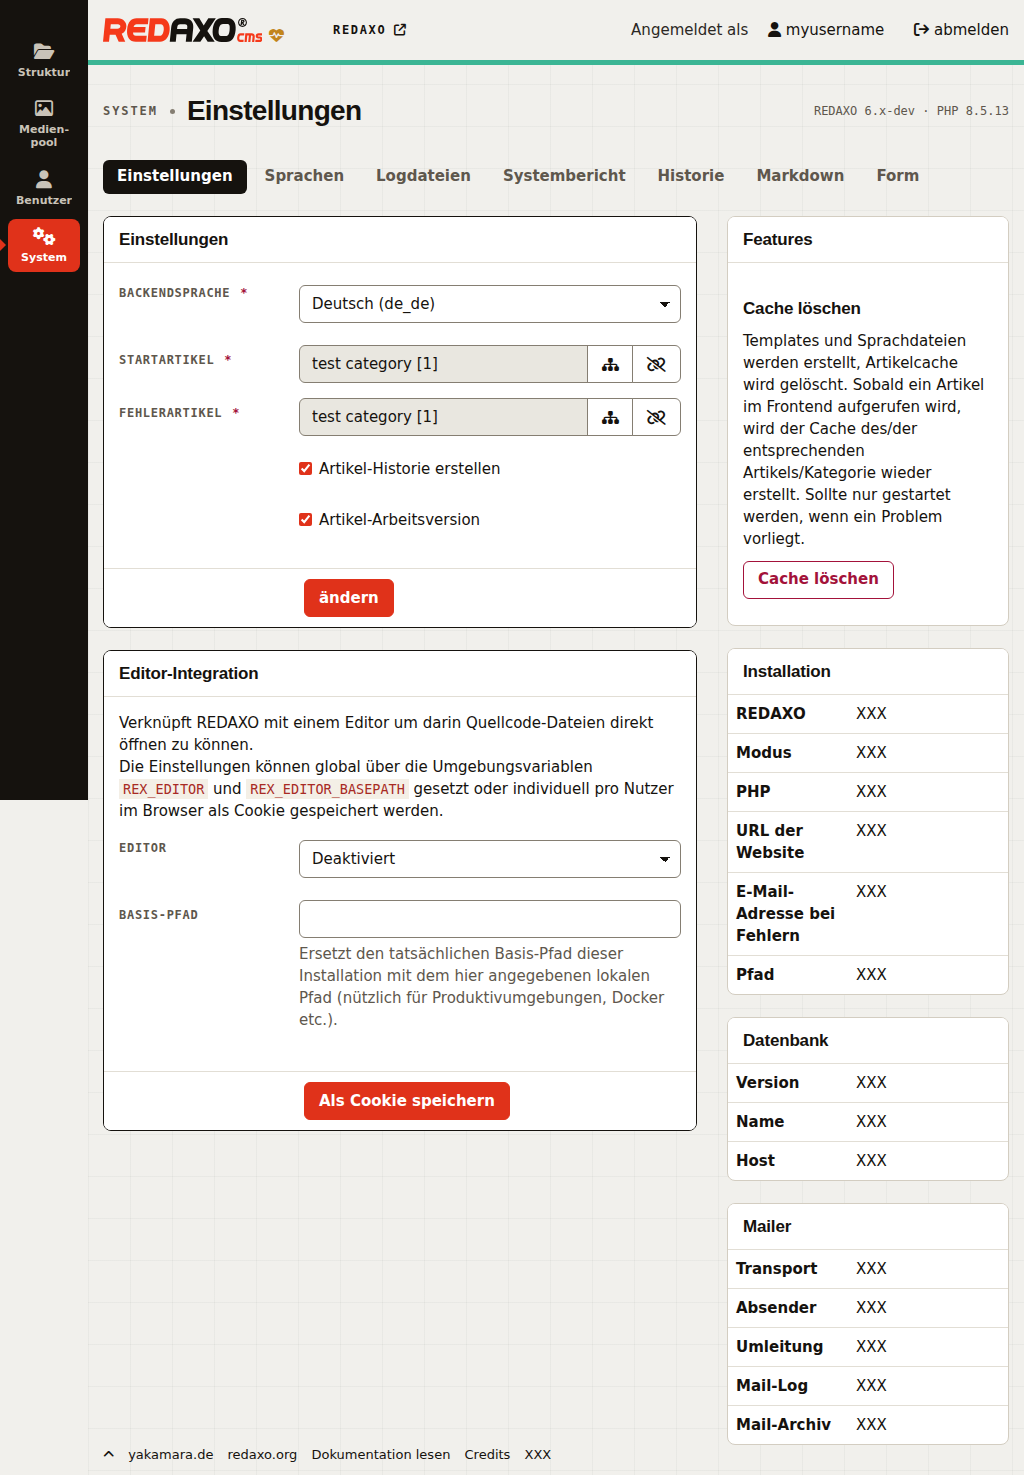 REDAXO® cms
REDAXO
Angemeldet als myusername abmelden
Struktur
Medien-
pool
Benutzer
System
SYSTEM • Einstellungen
REDAXO 6.x-dev · PHP 8.5.13
Einstellungen Sprachen Logdateien Systembericht Historie Markdown Form
Einstellungen
BACKENDSPRACHE *
Deutsch (de_de)
STARTARTIKEL *
test category [1]
FEHLERARTIKEL *
test category [1]
Artikel-Historie erstellen
Artikel-Arbeitsversion
ändern
Editor-Integration
Verknüpft REDAXO mit einem Editor um darin Quellcode-Dateien direkt
öffnen zu können.
Die Einstellungen können global über die Umgebungsvariablen
REX_EDITOR und REX_EDITOR_BASEPATH gesetzt oder individuell pro Nutzer
im Browser als Cookie gespeichert werden.
EDITOR
Deaktiviert
BASIS-PFAD
Ersetzt den tatsächlichen Basis-Pfad dieser
Installation mit dem hier angegebenen lokalen
Pfad (nützlich für Produktivumgebungen, Docker
etc.).
Als Cookie speichern
Features
Cache löschen
Templates und Sprachdateien
werden erstellt, Artikelcache
wird gelöscht. Sobald ein Artikel
im Frontend aufgerufen wird,
wird der Cache des/der
entsprechenden
Artikels/Kategorie wieder
erstellt. Sollte nur gestartet
werden, wenn ein Problem
vorliegt.
Cache löschen
Installation
REDAXO XXX
Modus XXX
PHP XXX
URL der XXX
Website
E-Mail- XXX
Adresse bei
Fehlern
Pfad XXX
Datenbank
Version XXX
Name XXX
Host XXX
Mailer
Transport XXX
Absender XXX
Umleitung XXX
Mail-Log XXX
Mail-Archiv XXX
yakamara.de redaxo.org Dokumentation lesen Credits XXX